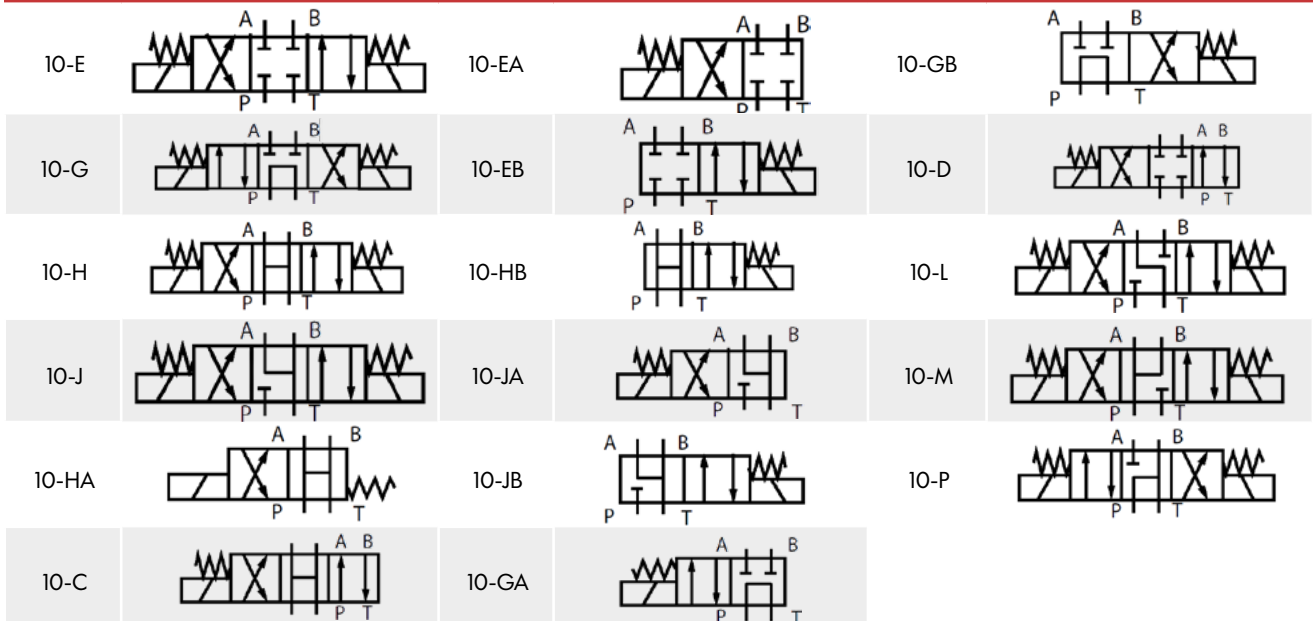 10-E A B P T 10-EA A B P T 10-GB A B P T
10-G A B P T 10-EB A B P T 10-D A B P T
10-H A B P T 10-HB A B P T 10-L A B P T
10-J A B P T 10-JA A B P T 10-M A B P T
10-HA A B P T 10-JB A B P T 10-P A B P T
10-C A B P T 10-GA A B P T